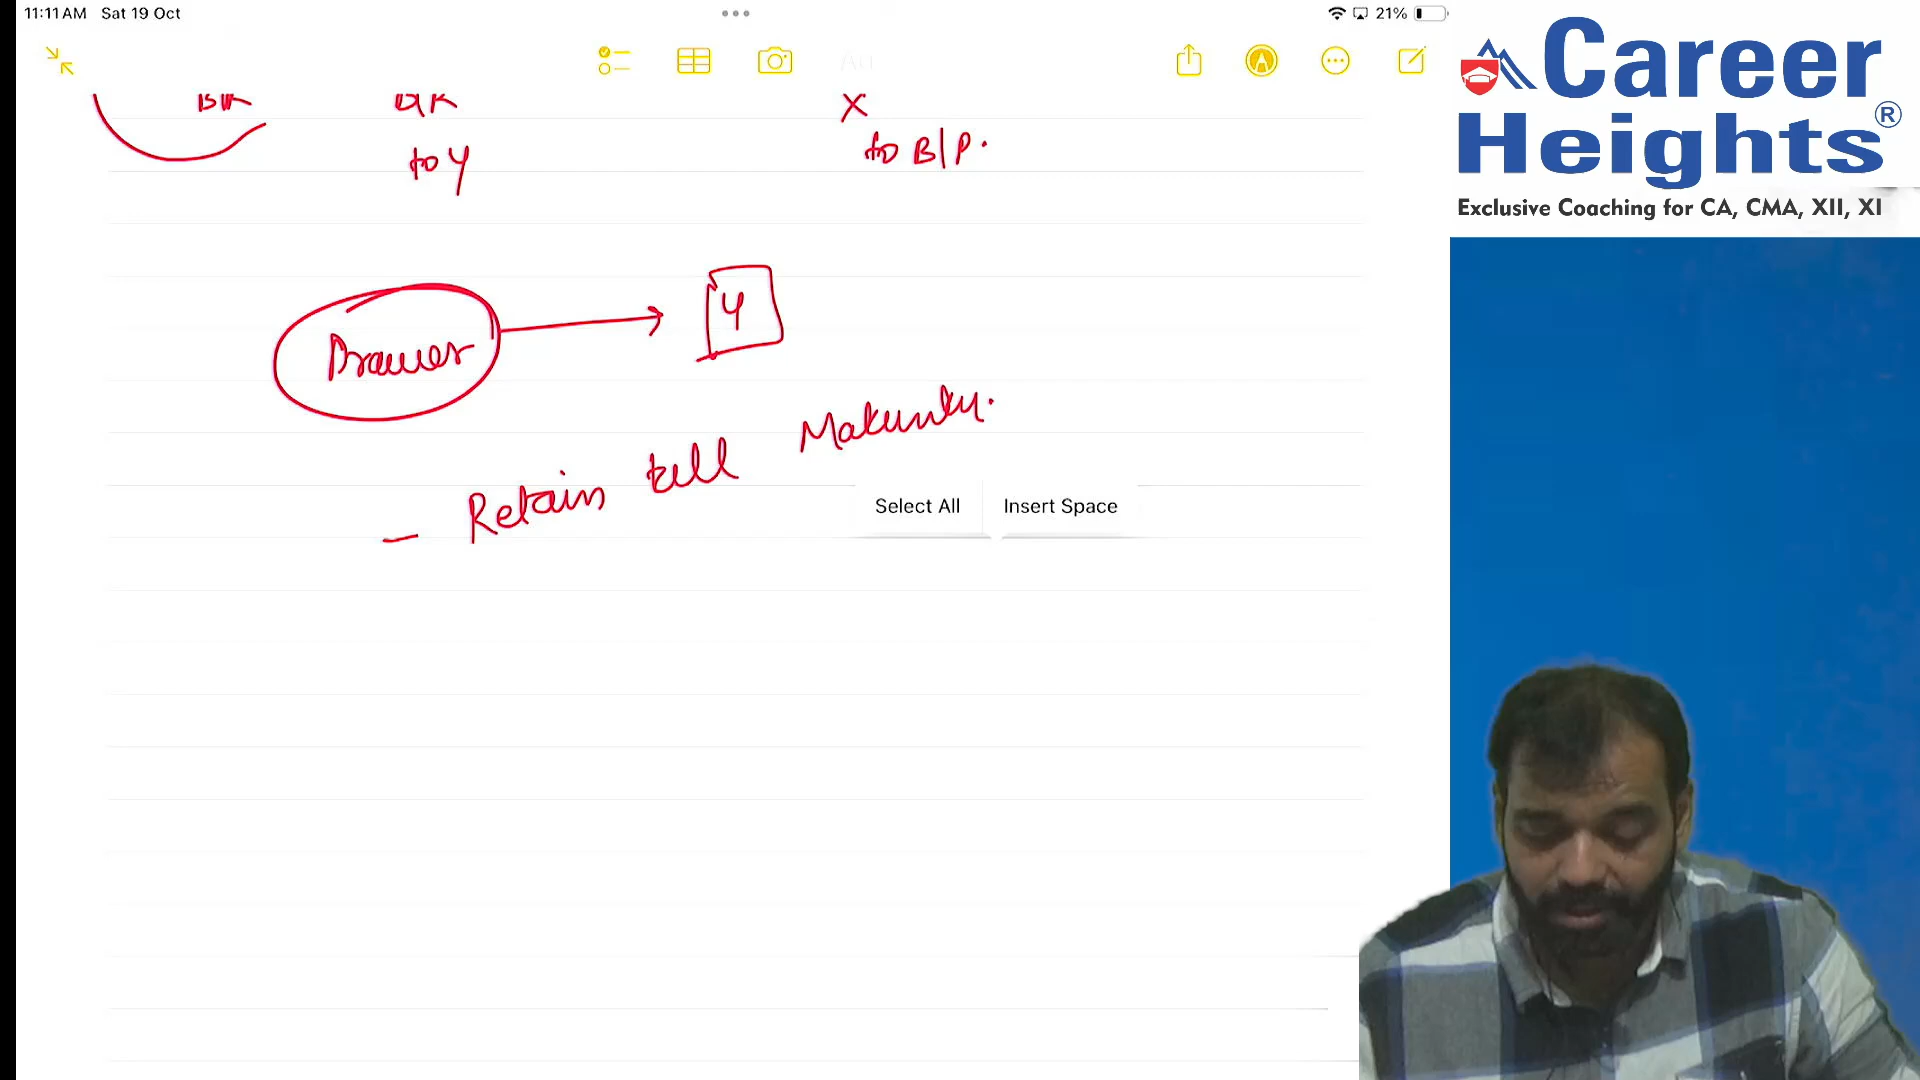 11:11 AM Sat 19 Oct
21%
Career
Heights®
Exclusive Coaching for CA, CMA, XII, XI
X
to Y
to B/P.
Drawer
Y
Select All
Insert Space
- Retain till Maturity.